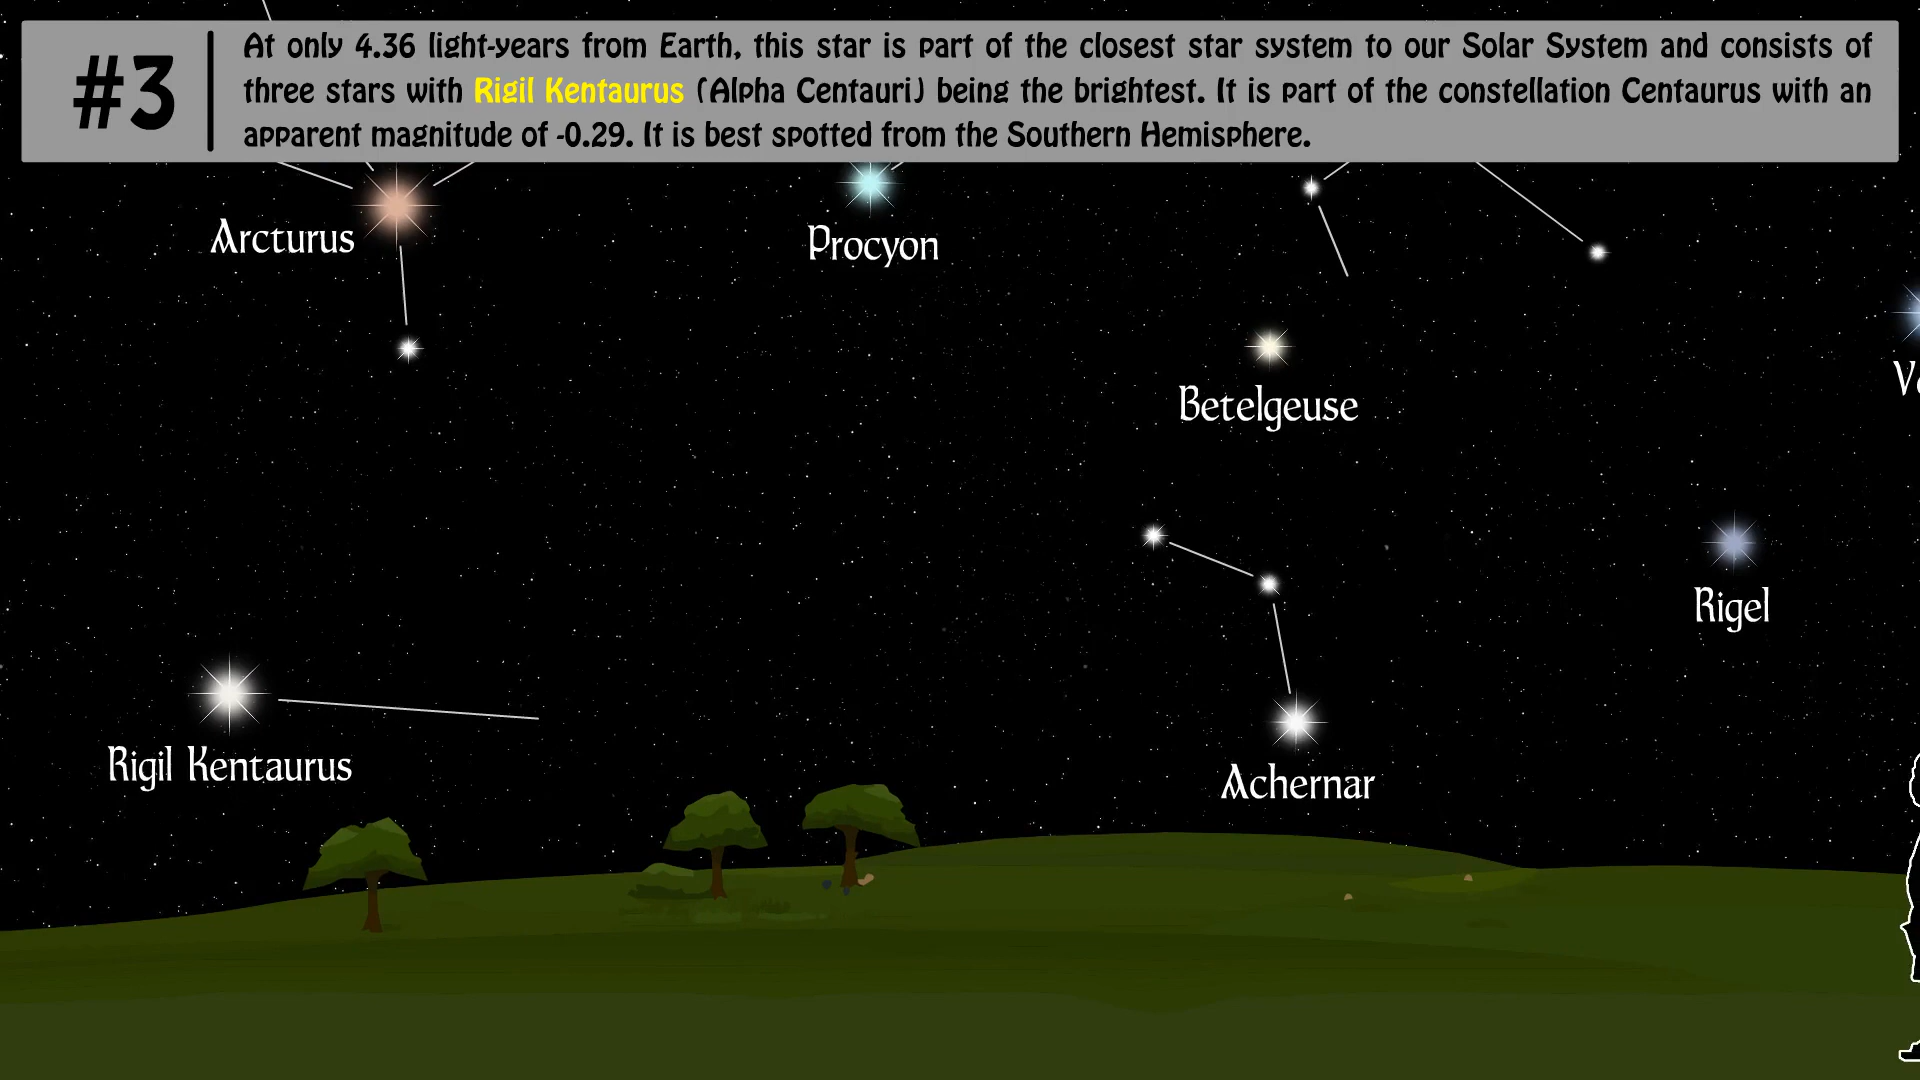 #3
At only 4.36 light-years from Earth, this star is part of the closest star system to our Solar System and consists of
three stars with Rigil Kentaurus (Alpha Centauri) being the brightest. It is part of the constellation Centaurus with an
apparent magnitude of -0.29. It is best spotted from the Southern Hemisphere.
Arcturus
Procyon
Betelgeuse
Rigel
Rigil Kentaurus
Achernar